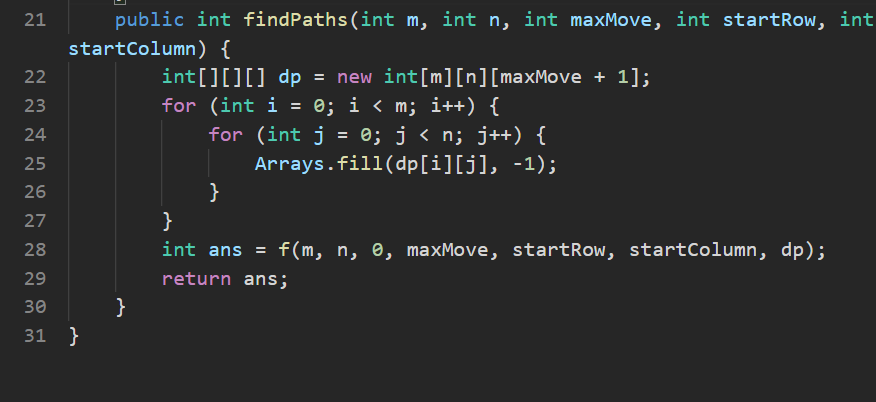 21 public int findPaths(int m, int n, int maxMove, int startRow, int
startColumn) {
22 int[][][] dp = new int[m][n][maxMove + 1];
23 for (int i = 0; i < m; i++) {
24 for (int j = 0; j < n; j++) {
25 Arrays.fill(dp[i][j], -1);
26 }
27 }
28 int ans = f(m, n, 0, maxMove, startRow, startColumn, dp);
29 return ans;
30 }
31 }